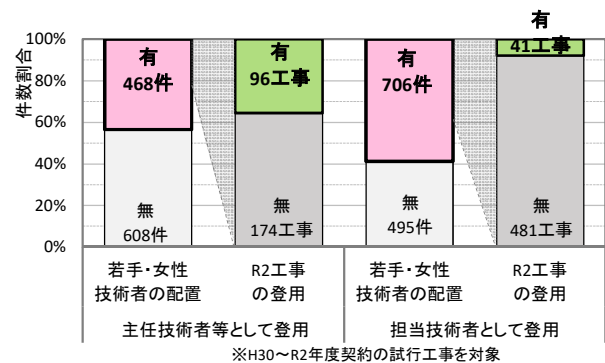 件数割合
100%
80%
60%
40%
20%
0%
有
468件
無
608件
有
96工事
無
174工事
有
706件
無
495件
有
41工事
無
481工事
若手・女性
技術者の配置
R2工事
の登用
若手・女性
技術者の配置
R2工事
の登用
主任技術者等として登用
担当技術者として登用
※H30～R2年度契約の試行工事を対象